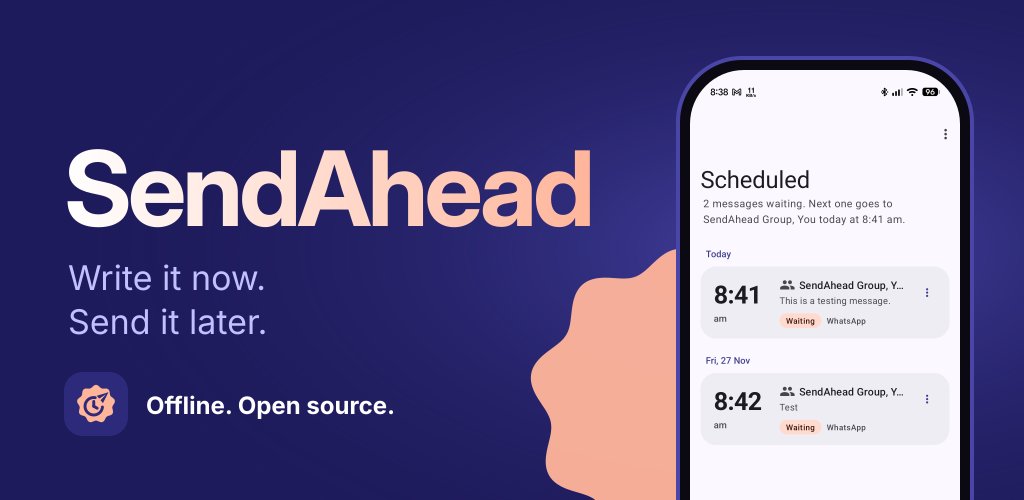 SendAhead
Write it now.
Send it later.
Offline. Open source.
8:38
11
96
Scheduled
2 messages waiting. Next one goes to
SendAhead Group, You today at 8:41 am.
Today
8:41
am
SendAhead Group, Y...
This is a testing message.
Waiting WhatsApp
Fri, 27 Nov
8:42
am
SendAhead Group, Y...
Test
Waiting WhatsApp